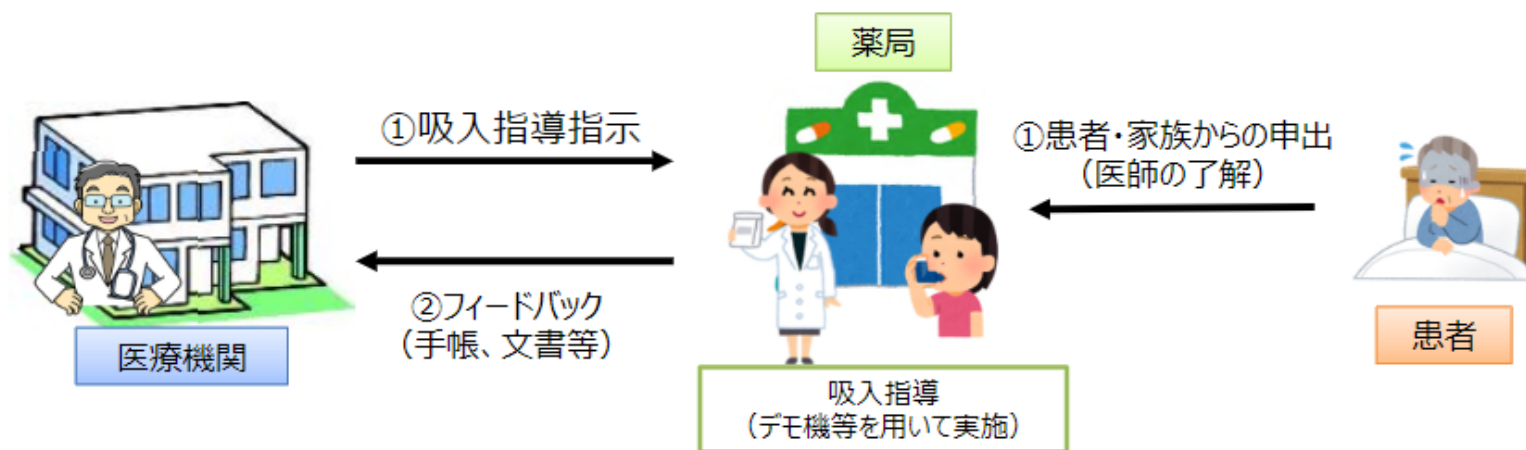 薬局
①吸入指導指示
①患者・家族からの申出
（医師の了解）
②フィードバック
（手帳、文書等）
医療機関
患者
吸入指導
（デモ機等を用いて実施）